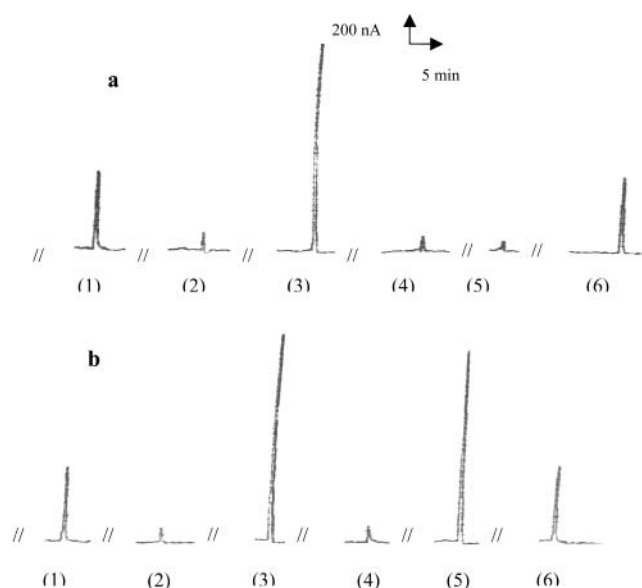 200 nA
5 min
a
// // // // // //
(1) (2) (3) (4) (5) (6)
b
// // // // // //
(1) (2) (3) (4) (5) (6)